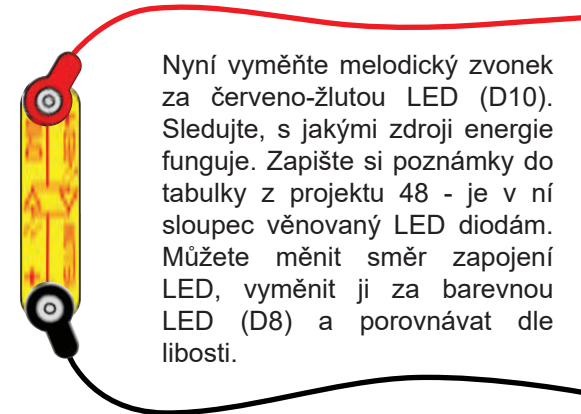 Nyní vyměňte melodický zvonek
za červeno-žlutou LED (D10).
Sledujte, s jakými zdroji energie
funguje. Zapište si poznámky do
tabulky z projektu 48 - je v ní
sloupec věnovaný LED diodám.
Můžete měnit směr zapojení
LED, vyměnit ji za barevnou
LED (D8) a porovnávat dle
libosti.